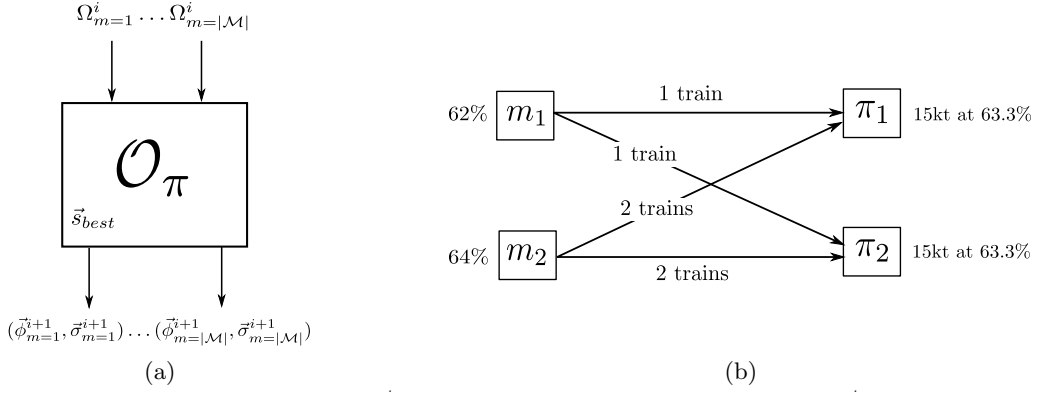 Ω^i_{m=1} … Ω^i_{m=|ℳ|}
𝒪_π
s⃗_{best}
(ϕ⃗^{i+1}_{m=1}, σ⃗^{i+1}_{m=1}) … (ϕ⃗^{i+1}_{m=|ℳ|}, σ⃗^{i+1}_{m=|ℳ|})
(a)
62% m_1 1 train π_1 15kt at 63.3%
1 train
2 trains
64% m_2 2 trains π_2 15kt at 63.3%
(b)